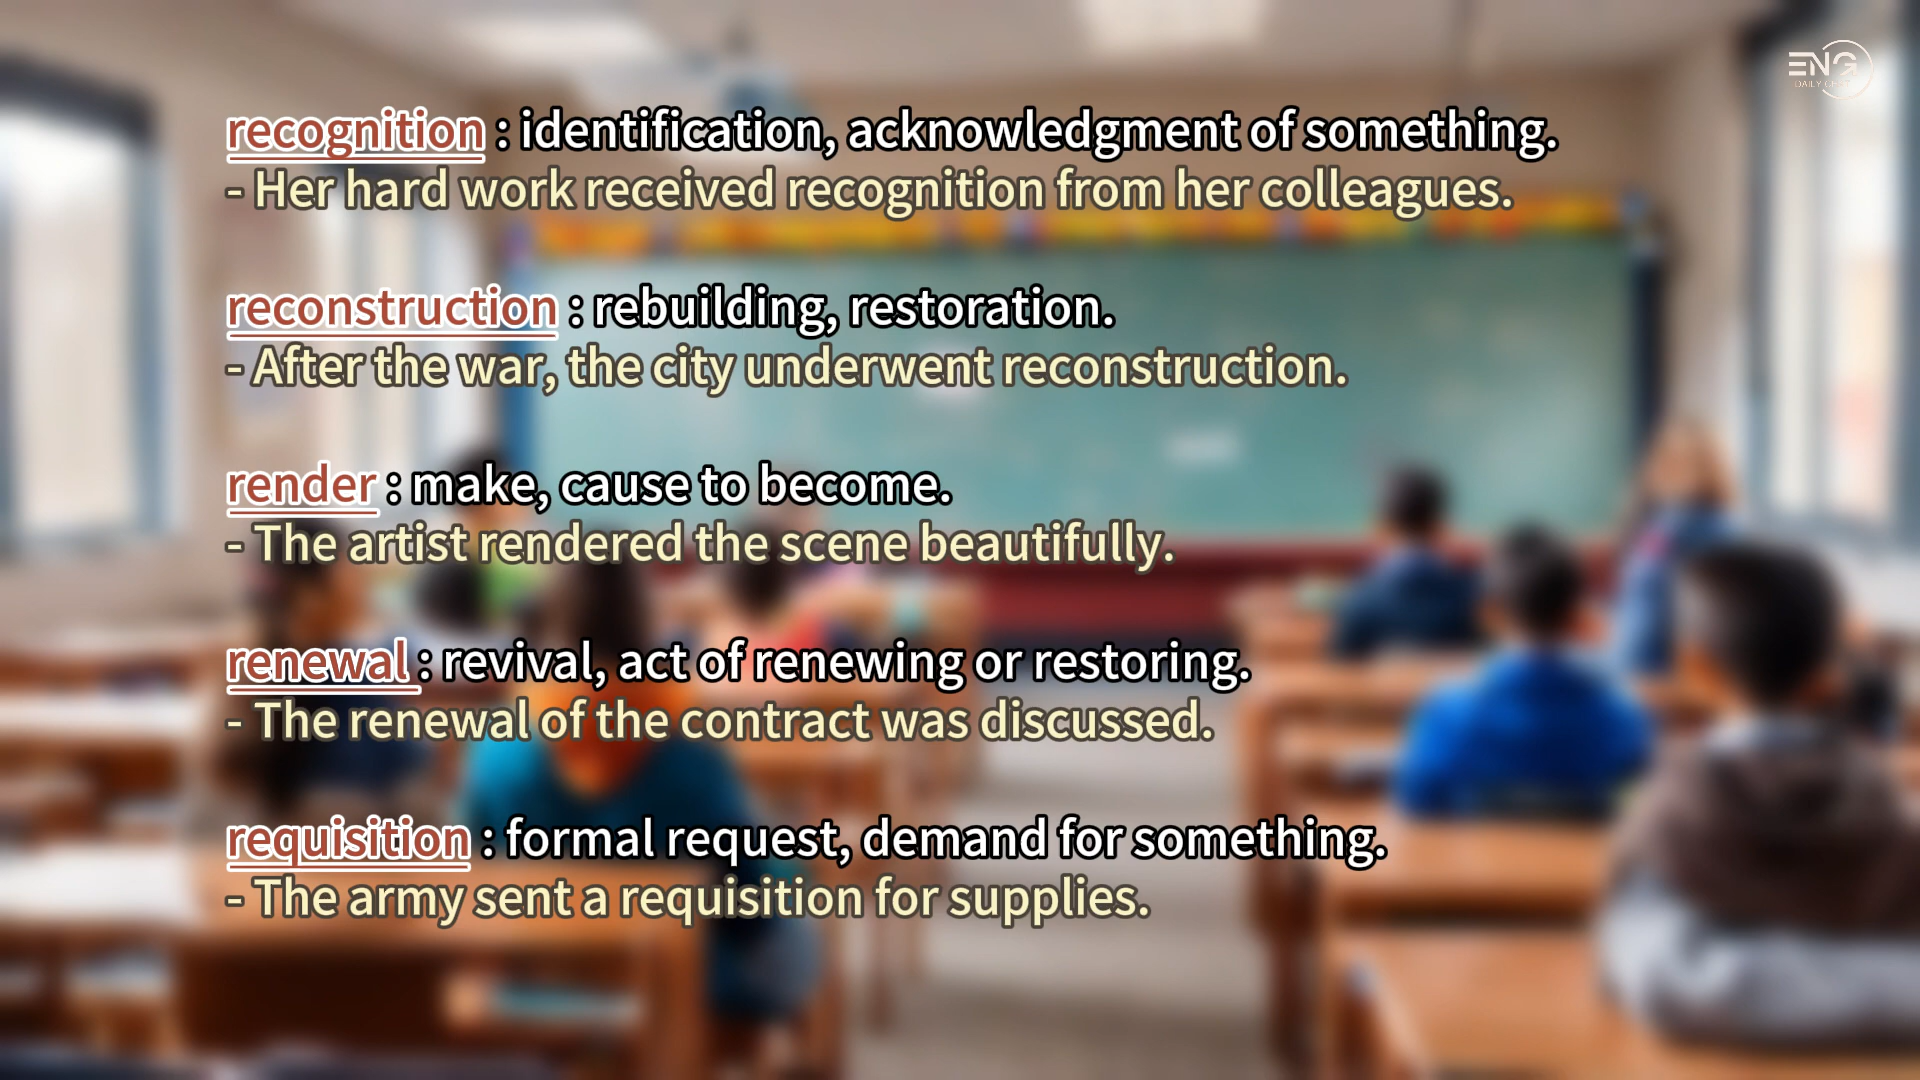 ENG
recognition : identification, acknowledgment of something.
- Her hard work received recognition from her colleagues.
reconstruction : rebuilding, restoration.
- After the war, the city underwent reconstruction.
render : make, cause to become.
- The artist rendered the scene beautifully.
renewal : revival, act of renewing or restoring.
- The renewal of the contract was discussed.
requisition : formal request, demand for something.
- The army sent a requisition for supplies.